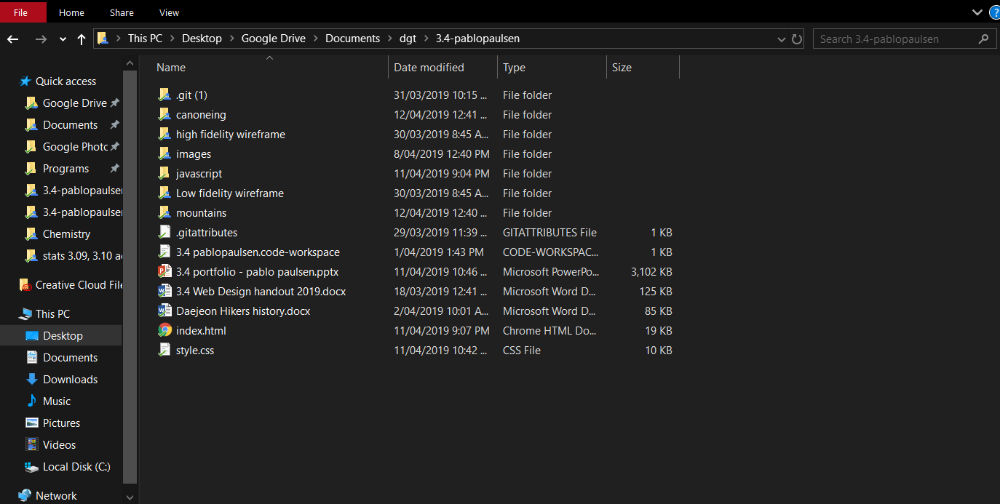 File Home Share View
This PC Desktop Google Drive Documents dgt 3.4-pablopaulsen Search 3.4-pablopaulsen
Quick access
Google Drive
Documents
Google Photc
Programs
3.4-pablopaulsen
3.4-pablopaulsen
Chemistry
stats 3.09, 3.10 a
Creative Cloud File
This PC
Desktop
Documents
Downloads
Music
Pictures
Videos
Local Disk (C:)
Network
Name Date modified Type Size
.git (1) 31/03/2019 10:15 ... File folder
canoneing 12/04/2019 12:41 ... File folder
high fidelity wireframe 30/03/2019 8:45 A... File folder
images 8/04/2019 12:40 PM File folder
javascript 11/04/2019 9:04 PM File folder
Low fidelity wireframe 30/03/2019 8:45 A... File folder
mountains 12/04/2019 12:40 ... File folder
.gitattributes 29/03/2019 11:39 ... GITATTRIBUTES File 1 KB
3.4 pablopaulsen.code-workspace 1/04/2019 1:43 PM CODE-WORKSPAC... 1 KB
3.4 portfolio - pablo paulsen.pptx 11/04/2019 10:46 ... Microsoft PowerPo... 3,102 KB
3.4 Web Design handout 2019.docx 18/03/2019 12:41 ... Microsoft Word D... 125 KB
Daejeon Hikers history.docx 2/04/2019 10:01 A... Microsoft Word D... 85 KB
index.html 11/04/2019 9:07 PM Chrome HTML Do... 19 KB
style.css 11/04/2019 10:42 ... CSS File 10 KB